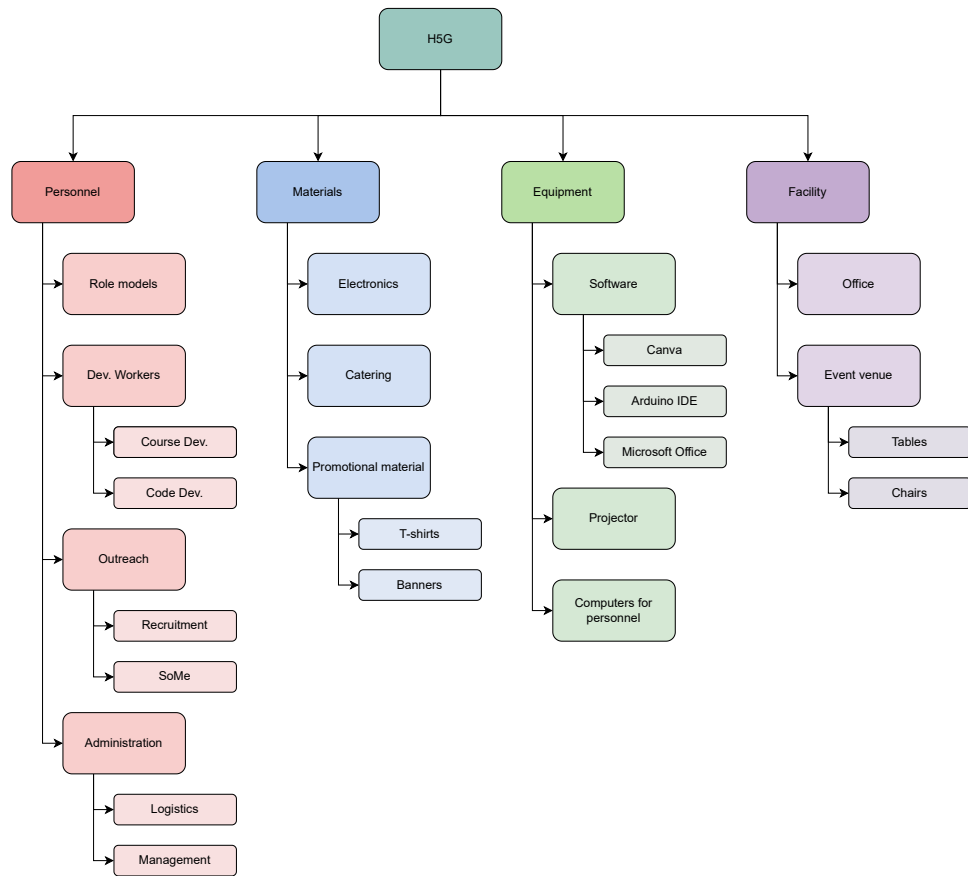 H5G
Personnel
Role models
Dev. Workers
Course Dev.
Code Dev.
Outreach
Recruitment
SoMe
Administration
Logistics
Management
Materials
Electronics
Catering
Promotional material
T-shirts
Banners
Equipment
Software
Canva
Arduino IDE
Microsoft Office
Projector
Computers for
personnel
Facility
Office
Event venue
Tables
Chairs